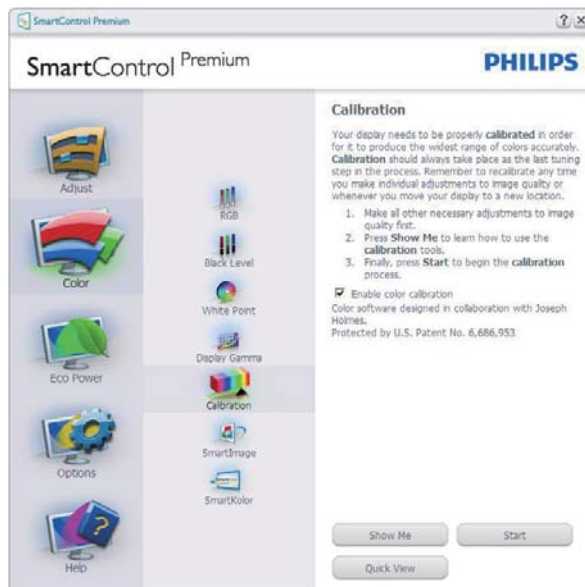 SmartControl Premium
SmartControl Premium
PHILIPS
Adjust
Color
Eco Power
Options
Help
RGB
Black Level
White Point
Display Gamma
Calibration
SmartImage
SmartKolor
Calibration
Your display needs to be properly calibrated in order
for it to produce the widest range of colors accurately.
Calibration should always take place as the last tuning
step in the process. Remember to recalibrate any time
you make individual adjustments to image quality or
whenever you move your display to a new location.
1. Make all other necessary adjustments to image
quality first.
2. Press Show Me to learn how to use the
calibration tools.
3. Finally, press Start to begin the calibration
process.
Enable color calibration
Color software designed in collaboration with Joseph
Holmes.
Protected by U.S. Patent No. 6,686,953
Show Me
Start
Quick View